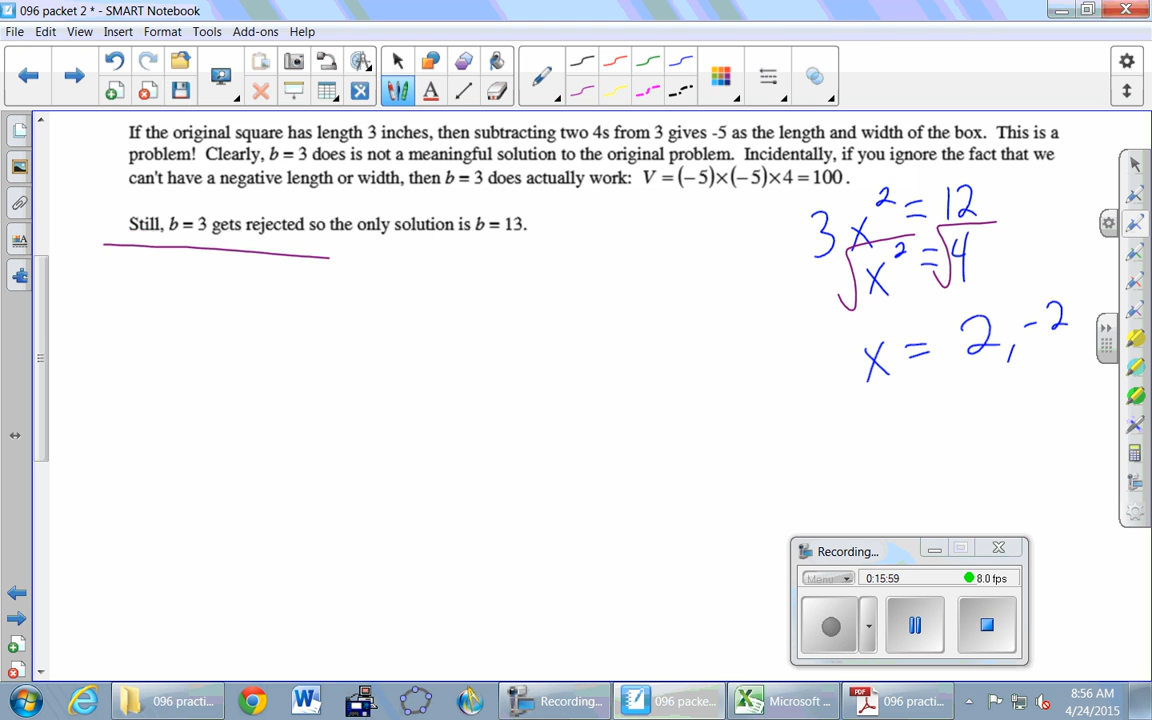 096 packet 2 * - SMART Notebook
File Edit View Insert Format Tools Add-ons Help
If the original square has length 3 inches, then subtracting two 4s from 3 gives -5 as the length and width of the box. This is a
problem! Clearly, b = 3 does is not a meaningful solution to the original problem. Incidentally, if you ignore the fact that we
can't have a negative length or width, then b = 3 does actually work: V = (−5)×(−5)×4 = 100.
Still, b = 3 gets rejected so the only solution is b = 13.
3x² = 12
√x² = √4
x = 2, -2
Recording...
Menu 0:15:59 8.0 fps
096 practi... Recording... 096 packe... Microsoft ... 096 practi... 8:56 AM
4/24/2015